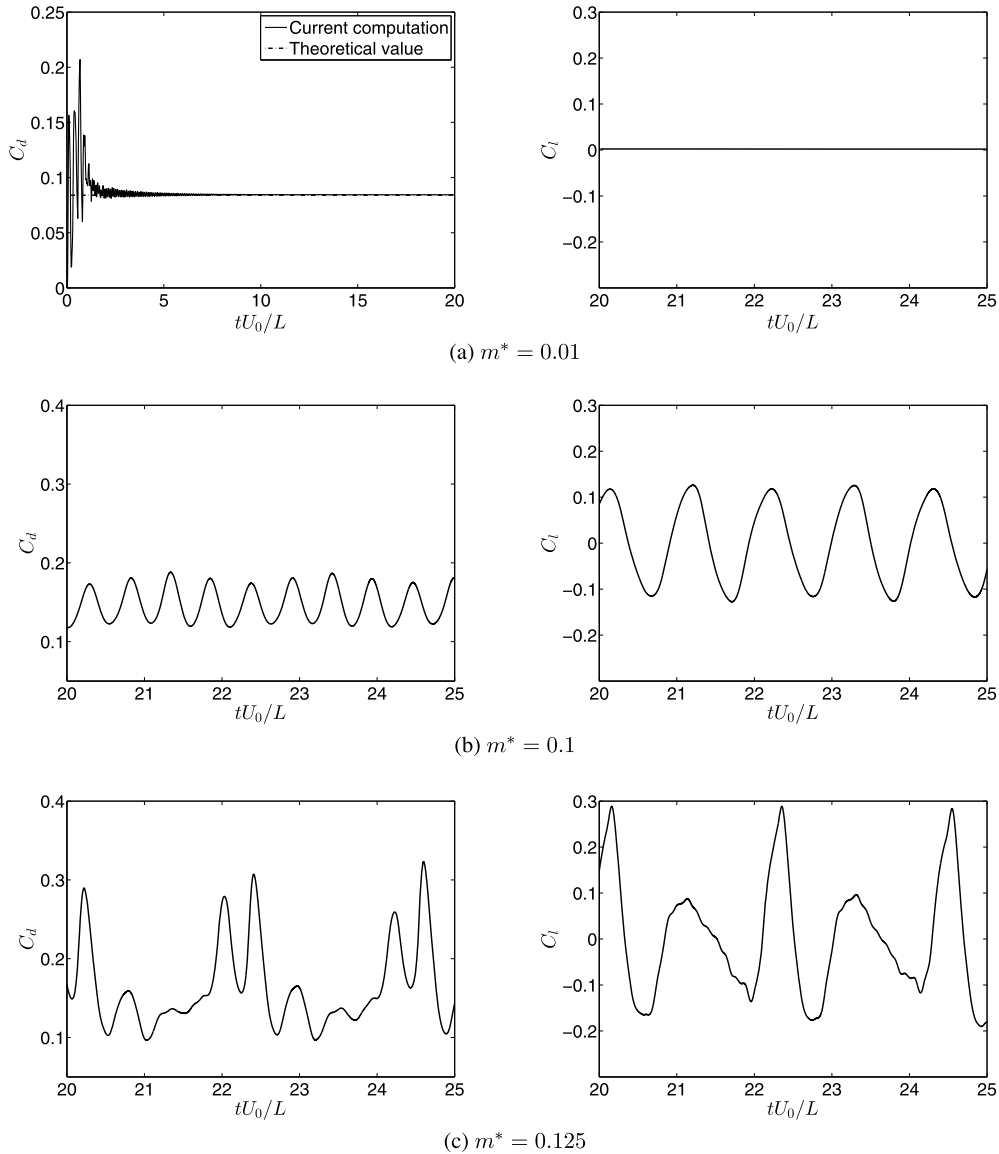 0.25
0.2
0.15
0.1
0.05
0
C_d
Current computation
Theoretical value
0 5 10 15 20
tU_0/L
0.3
0.2
0.1
0
−0.1
−0.2
C_l
20 21 22 23 24 25
tU_0/L
(a) m* = 0.01
0.4
0.3
0.2
0.1
C_d
20 21 22 23 24 25
tU_0/L
0.3
0.2
0.1
0
−0.1
−0.2
C_l
20 21 22 23 24 25
tU_0/L
(b) m* = 0.1
0.4
0.3
0.2
0.1
C_d
20 21 22 23 24 25
tU_0/L
0.3
0.2
0.1
0
−0.1
−0.2
C_l
20 21 22 23 24 25
tU_0/L
(c) m* = 0.125